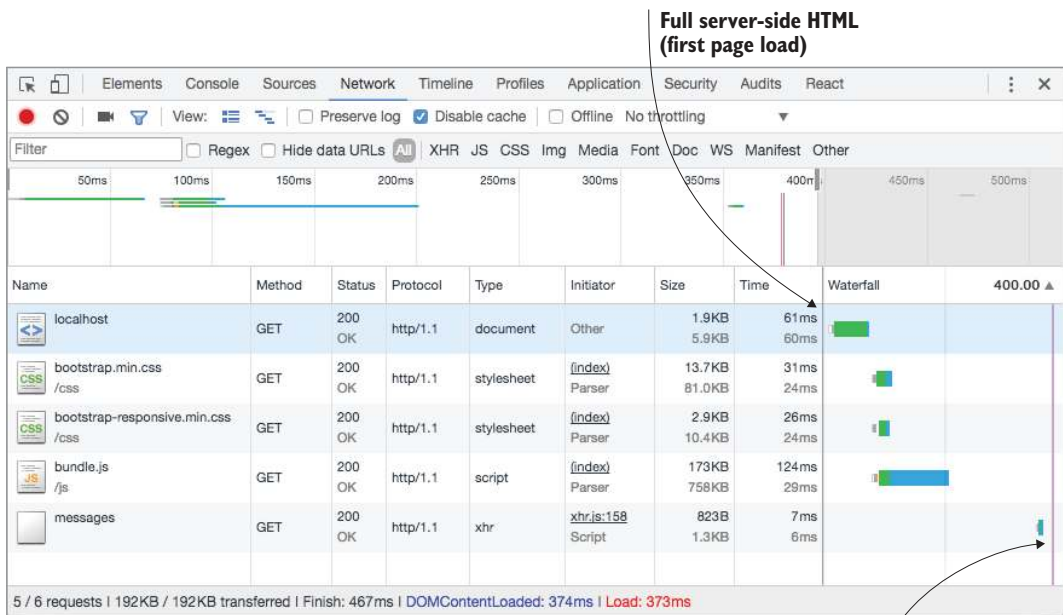 Full server-side HTML
(first page load)
Elements Console Sources Network Timeline Profiles Application Security Audits React
View: Preserve log Disable cache Offline No throttling
Filter Regex Hide data URLs All XHR JS CSS Img Media Font Doc WS Manifest Other
50ms 100ms 150ms 200ms 250ms 300ms 350ms 400m 450ms 500ms
Name Method Status Protocol Type Initiator Size Time Waterfall 400.00
localhost GET 200 http/1.1 document Other 1.9KB 61ms
OK 5.9KB 60ms
bootstrap.min.css GET 200 http/1.1 stylesheet (index) 13.7KB 31ms
/css OK Parser 81.0KB 24ms
bootstrap-responsive.min.css GET 200 http/1.1 stylesheet (index) 2.9KB 26ms
/css OK Parser 10.4KB 24ms
bundle.js GET 200 http/1.1 script (index) 173KB 124ms
/js OK Parser 758KB 29ms
messages GET 200 http/1.1 xhr xhr.js:158 823B 7ms
OK Script 1.3KB 6ms
CSS
CSS
JS
5 / 6 requests | 192KB / 192KB transferred | Finish: 467ms | DOMContentLoaded: 374ms | Load: 373ms